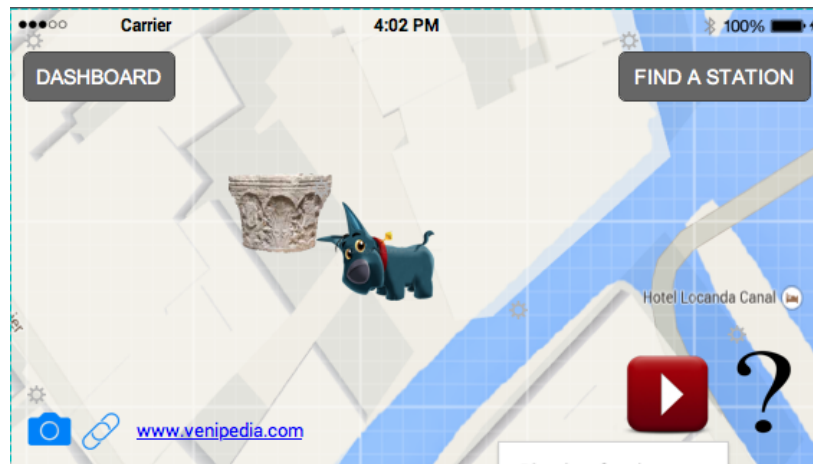 Carrier 4:02 PM 100%
DASHBOARD FIND A STATION
Hotel Locanda Canal
?
www.venipedia.com